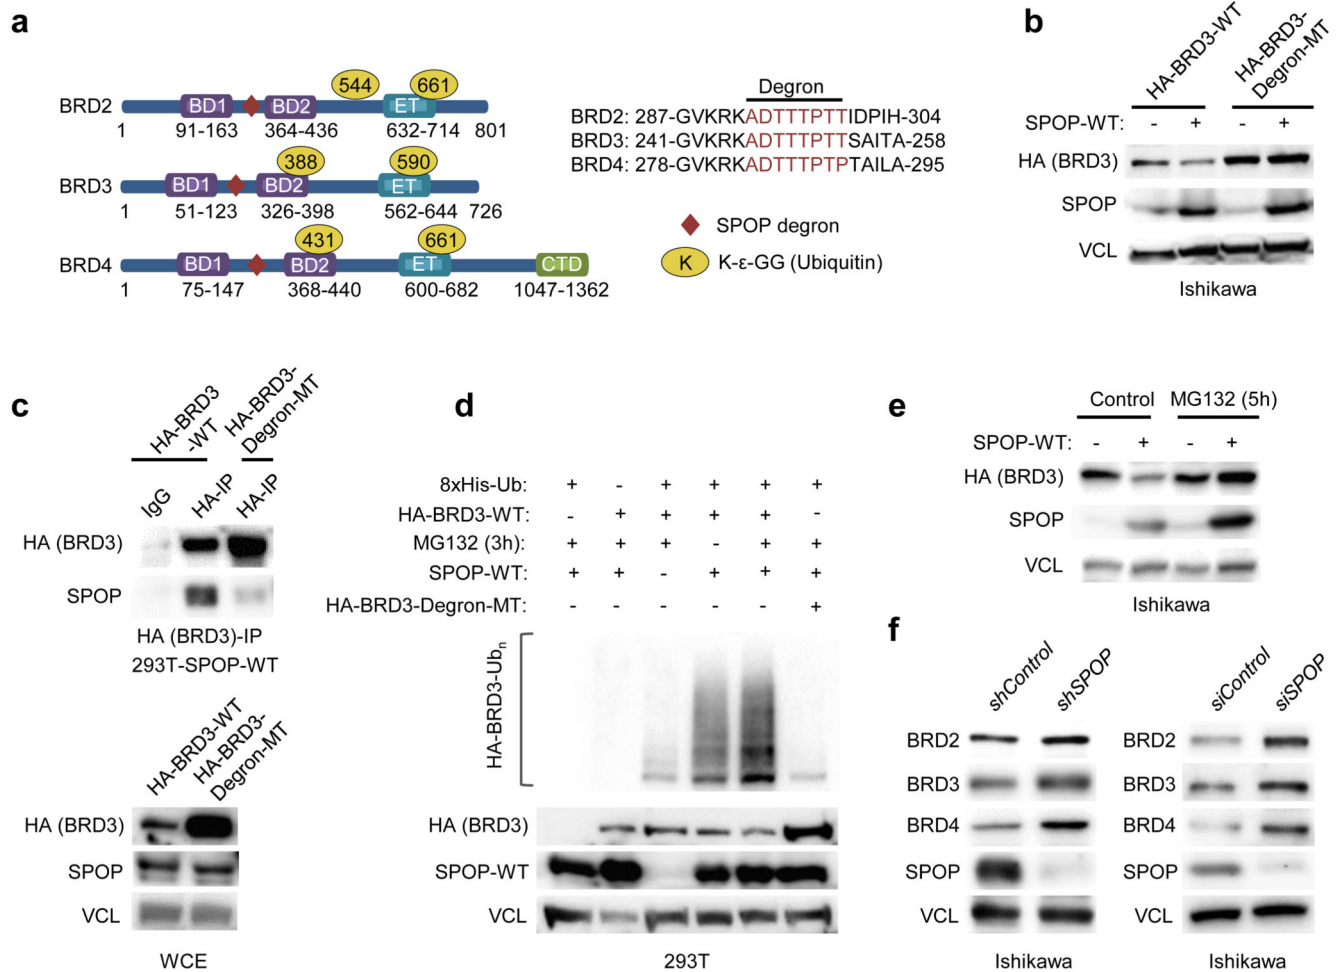 a
BRD2
BD1
BD2
544
ET
661
1
91-163
364-436
632-714
801
BRD3
BD1
388
BD2
590
ET
1
51-123
326-398
562-644
726
BRD4
BD1
431
BD2
661
ET
CTD
1
75-147
368-440
600-682
1047-1362
Degron
BRD2: 287-GVKRKADTTTPTTIDPIH-304
BRD3: 241-GVKRKADTTTPTTSAITA-258
BRD4: 278-GVKRKADTTTPTPTAILA-295
SPOP degron
K
K-ε-GG (Ubiquitin)
b
HA-BRD3-WT
HA-BRD3-
Degron-MT
SPOP-WT: - + - +
HA (BRD3)
SPOP
VCL
Ishikawa
c
HA-BRD3
-WT
HA-BRD3-
Degron-MT
IgG
HA-IP
HA-IP
HA (BRD3)
SPOP
HA (BRD3)-IP
293T-SPOP-WT
HA-BRD3-WT
HA-BRD3-
Degron-MT
HA (BRD3)
SPOP
VCL
WCE
d
8xHis-Ub: + - + + + +
HA-BRD3-WT: - + + + + -
MG132 (3h): + + + - + +
SPOP-WT: + + - + + +
HA-BRD3-Degron-MT: - - - - - +
HA-BRD3-Ubn
HA (BRD3)
SPOP-WT
VCL
293T
e
Control
MG132 (5h)
SPOP-WT: - + - +
HA (BRD3)
SPOP
VCL
Ishikawa
f
shControl
shSPOP
BRD2
BRD3
BRD4
SPOP
VCL
Ishikawa
siControl
siSPOP
BRD2
BRD3
BRD4
SPOP
VCL
Ishikawa